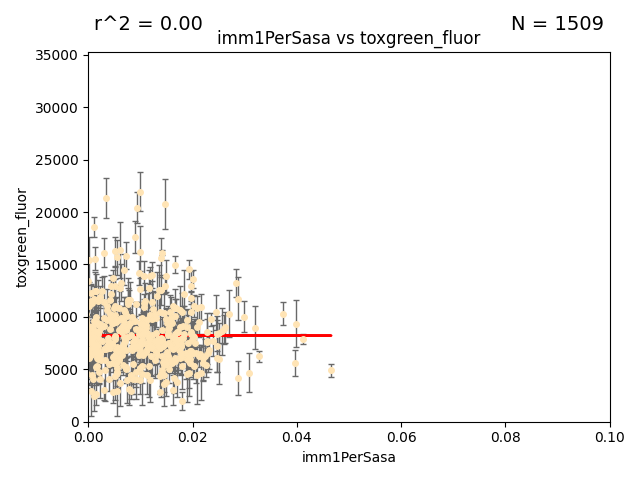 r^2 = 0.00
N = 1509
imm1PerSasa vs toxgreen_fluor
35000
30000
25000
20000
15000
10000
5000
0
toxgreen_fluor
0.00
0.02
0.04
0.06
0.08
0.10
imm1PerSasa